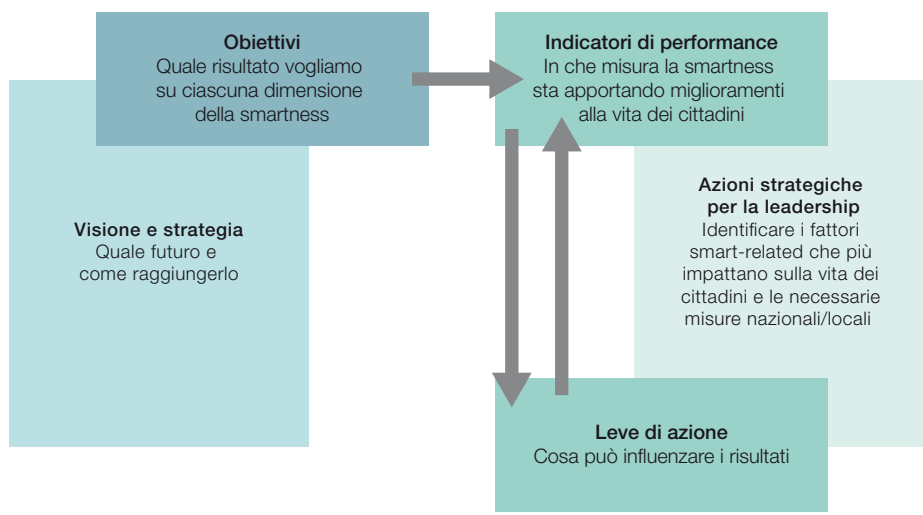 Obiettivi
Quale risultato vogliamo
su ciascuna dimensione
della smartness
Indicatori di performance
In che misura la smartness
sta apportando miglioramenti
alla vita dei cittadini
Visione e strategia
Quale futuro e
come raggiungerlo
Azioni strategiche
per la leadership
Identificare i fattori
smart-related che più
impattano sulla vita dei
cittadini e le necessarie
misure nazionali/locali
Leve di azione
Cosa può influenzare i risultati